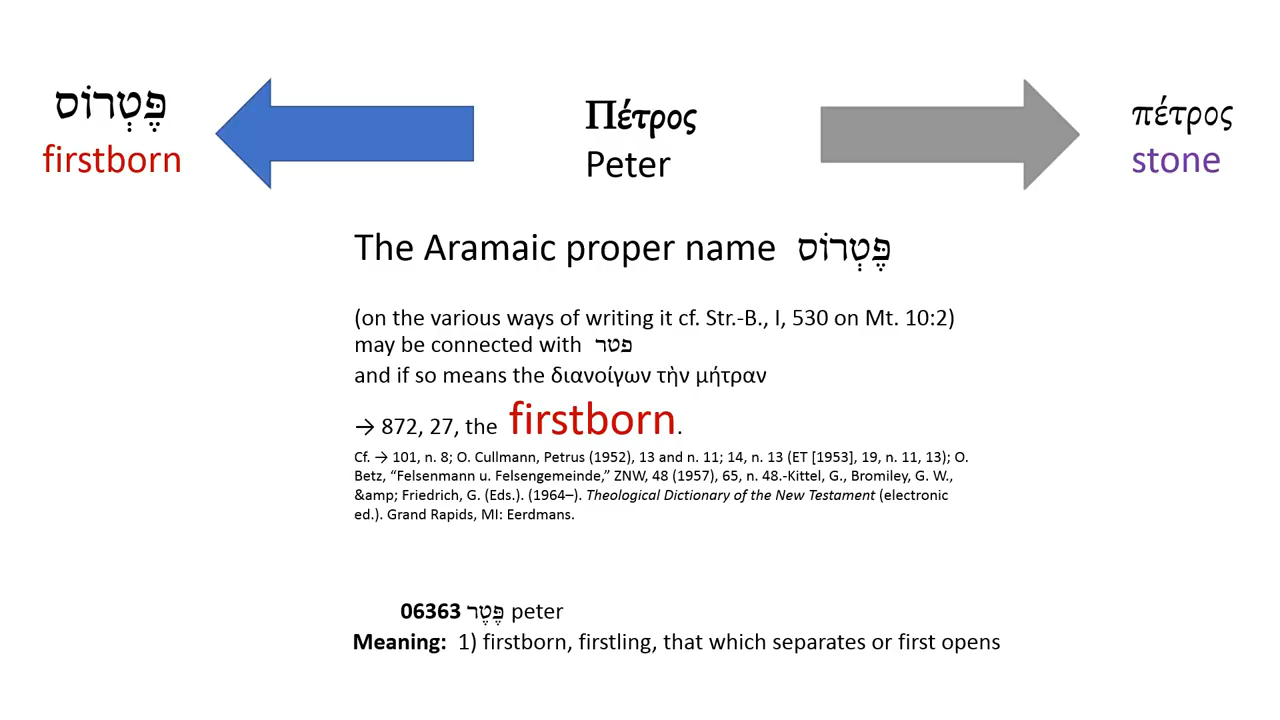 פֶּטְרוֹס
firstborn
Πέτρος
Peter
πέτρος
stone
The Aramaic proper name פֶּטְרוֹס
(on the various ways of writing it cf. Str.-B., I, 530 on Mt. 10:2)
may be connected with פטר
and if so means the διανοίγων τὴν μήτραν
→ 872, 27, the firstborn.
Cf. → 101, n. 8; O. Cullmann, Petrus (1952), 13 and n. 11; 14, n. 13 (ET [1953], 19, n. 11, 13); O.
Betz, “Felsenmann u. Felsengemeinde,” ZNW, 48 (1957), 65, n. 48.-Kittel, G., Bromiley, G. W.,
&amp; Friedrich, G. (Eds.). (1964–). Theological Dictionary of the New Testament (electronic
ed.). Grand Rapids, MI: Eerdmans.
06363 פֶּטֶר peter
Meaning: 1) firstborn, firstling, that which separates or first opens